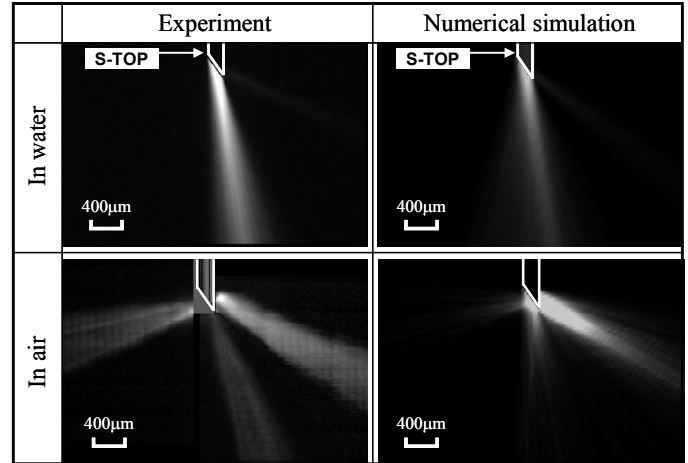 Experiment
Numerical simulation
In water
S-TOP
400μm
S-TOP
400μm
In air
400μm
400μm